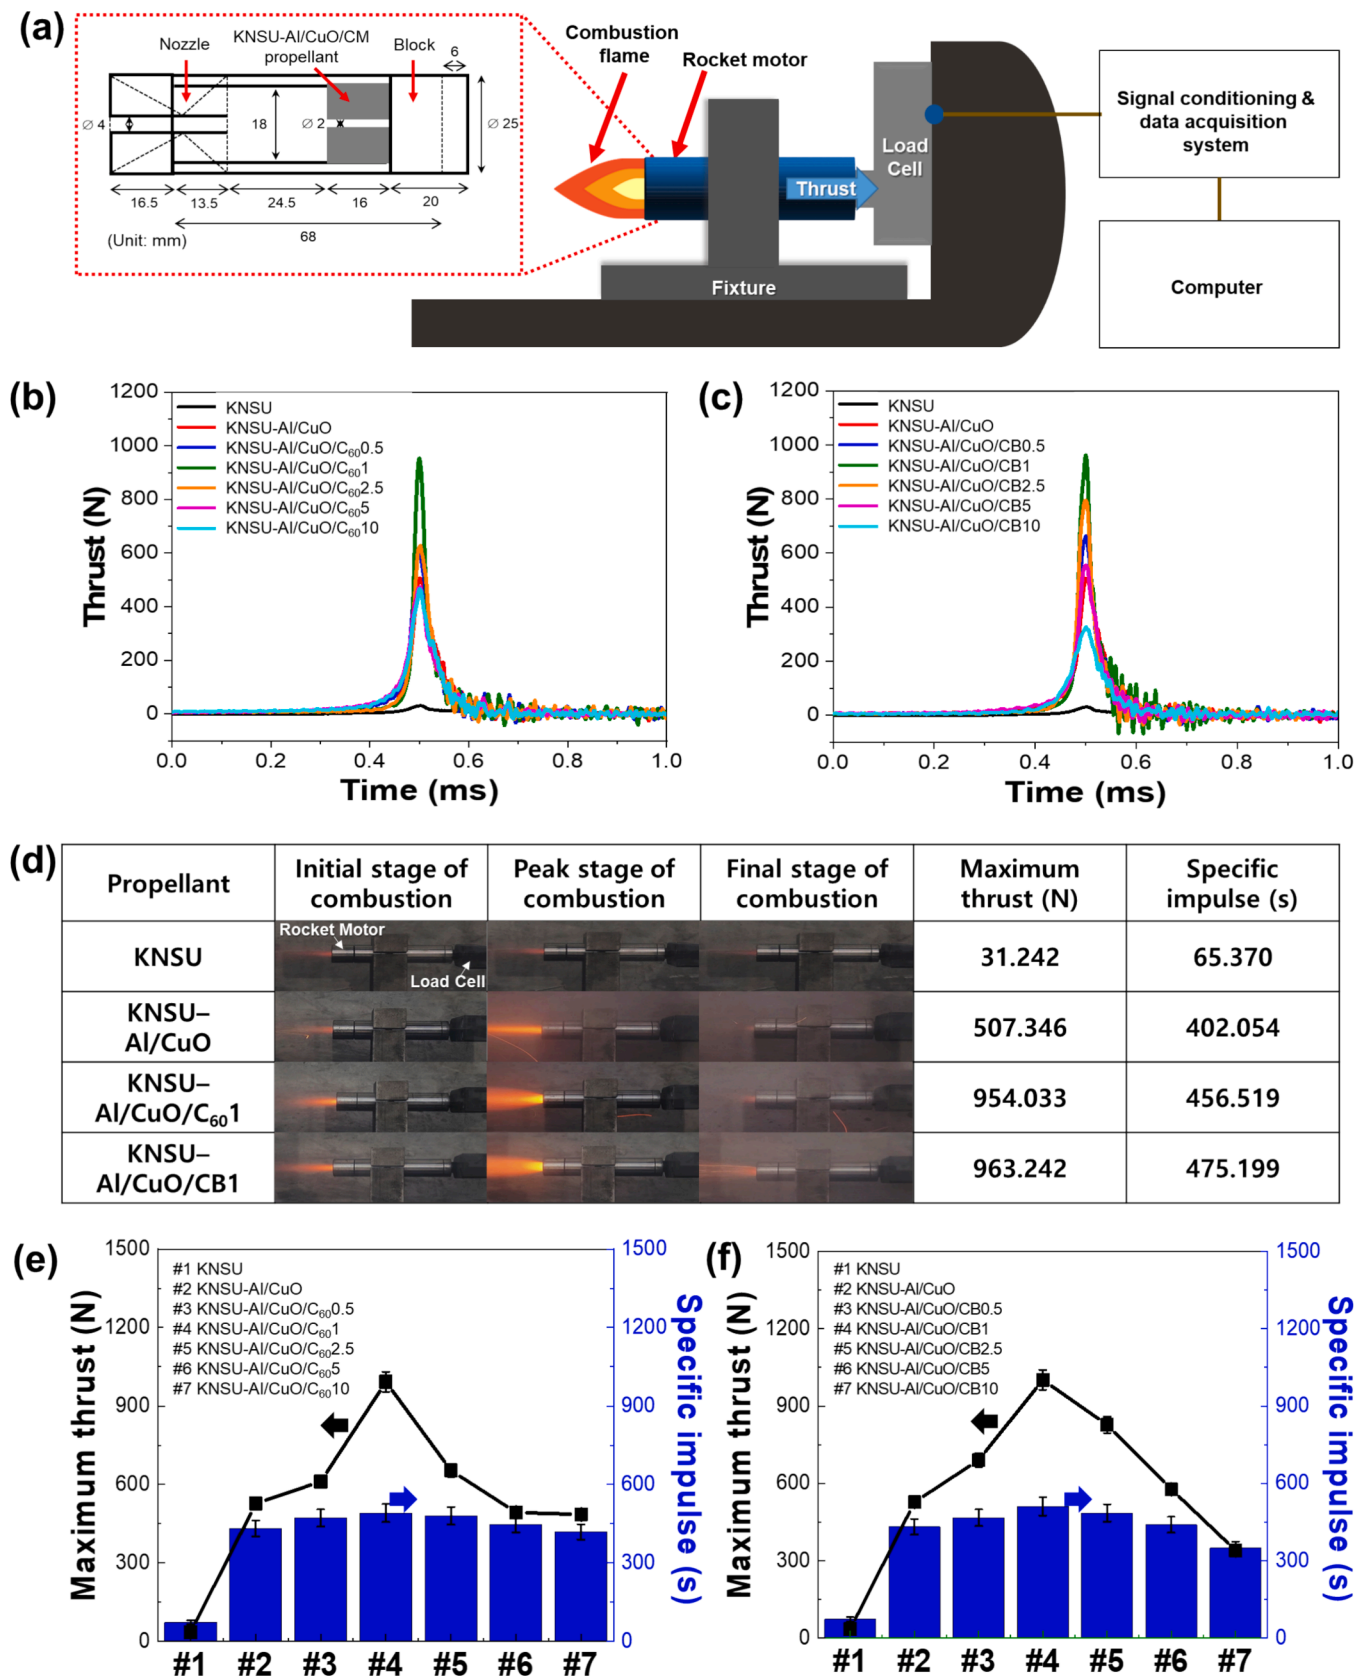 (a)
Nozzle
KNSU-Al/CuO/CM
propellant
Block
6
∅ 4
18
∅ 2
∅ 25
16.5
13.5
24.5
16
20
68
(Unit: mm)
Combustion
flame
Rocket motor
Thrust
Load
Cell
Fixture
Signal conditioning &
data acquisition
system
Computer
(b)
Thrust (N)
1200
1000
800
600
400
200
0
KNSU
KNSU-Al/CuO
KNSU-Al/CuO/C₆₀0.5
KNSU-Al/CuO/C₆₀1
KNSU-Al/CuO/C₆₀2.5
KNSU-Al/CuO/C₆₀5
KNSU-Al/CuO/C₆₀10
0.0 0.2 0.4 0.6 0.8 1.0
Time (ms)
(c)
Thrust (N)
1200
1000
800
600
400
200
0
KNSU
KNSU-Al/CuO
KNSU-Al/CuO/CB0.5
KNSU-Al/CuO/CB1
KNSU-Al/CuO/CB2.5
KNSU-Al/CuO/CB5
KNSU-Al/CuO/CB10
0.0 0.2 0.4 0.6 0.8 1.0
Time (ms)
(d)
Propellant
Initial stage of
combustion
Peak stage of
combustion
Final stage of
combustion
Maximum
thrust (N)
Specific
impulse (s)
KNSU
Rocket Motor
Load Cell
31.242
65.370
KNSU–
Al/CuO
507.346
402.054
KNSU–
Al/CuO/C₆₀1
954.033
456.519
KNSU–
Al/CuO/CB1
963.242
475.199
(e)
Maximum thrust (N)
1500
1200
900
600
300
0
#1 KNSU
#2 KNSU-Al/CuO
#3 KNSU-Al/CuO/C₆₀0.5
#4 KNSU-Al/CuO/C₆₀1
#5 KNSU-Al/CuO/C₆₀2.5
#6 KNSU-Al/CuO/C₆₀5
#7 KNSU-Al/CuO/C₆₀10
1500
1200
900
600
300
0
Specific impulse (s)
#1 #2 #3 #4 #5 #6 #7
(f)
Maximum thrust (N)
1500
1200
900
600
300
0
#1 KNSU
#2 KNSU-Al/CuO
#3 KNSU-Al/CuO/CB0.5
#4 KNSU-Al/CuO/CB1
#5 KNSU-Al/CuO/CB2.5
#6 KNSU-Al/CuO/CB5
#7 KNSU-Al/CuO/CB10
1500
1200
900
600
300
0
Specific impulse (s)
#1 #2 #3 #4 #5 #6 #7